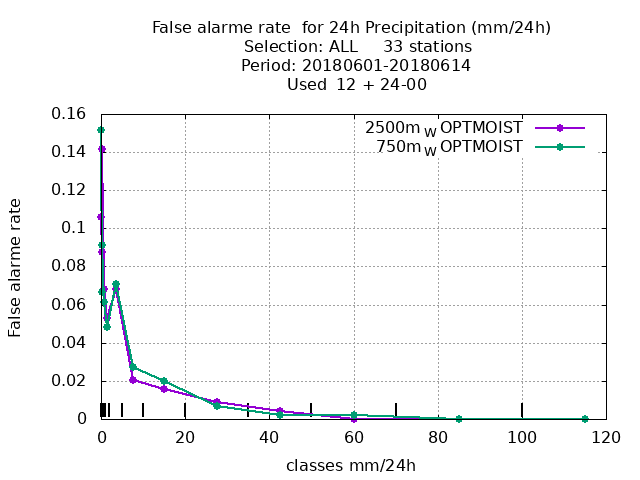 False alarme rate  for 24h Precipitation (mm/24h)
Selection: ALL     33 stations
Period: 20180601-20180614
Used  12 + 24-00
2500m W OPTMOIST
750m W OPTMOIST
False alarme rate
0.16
0.14
0.12
0.1
0.08
0.06
0.04
0.02
0
0 20 40 60 80 100 120
classes mm/24h